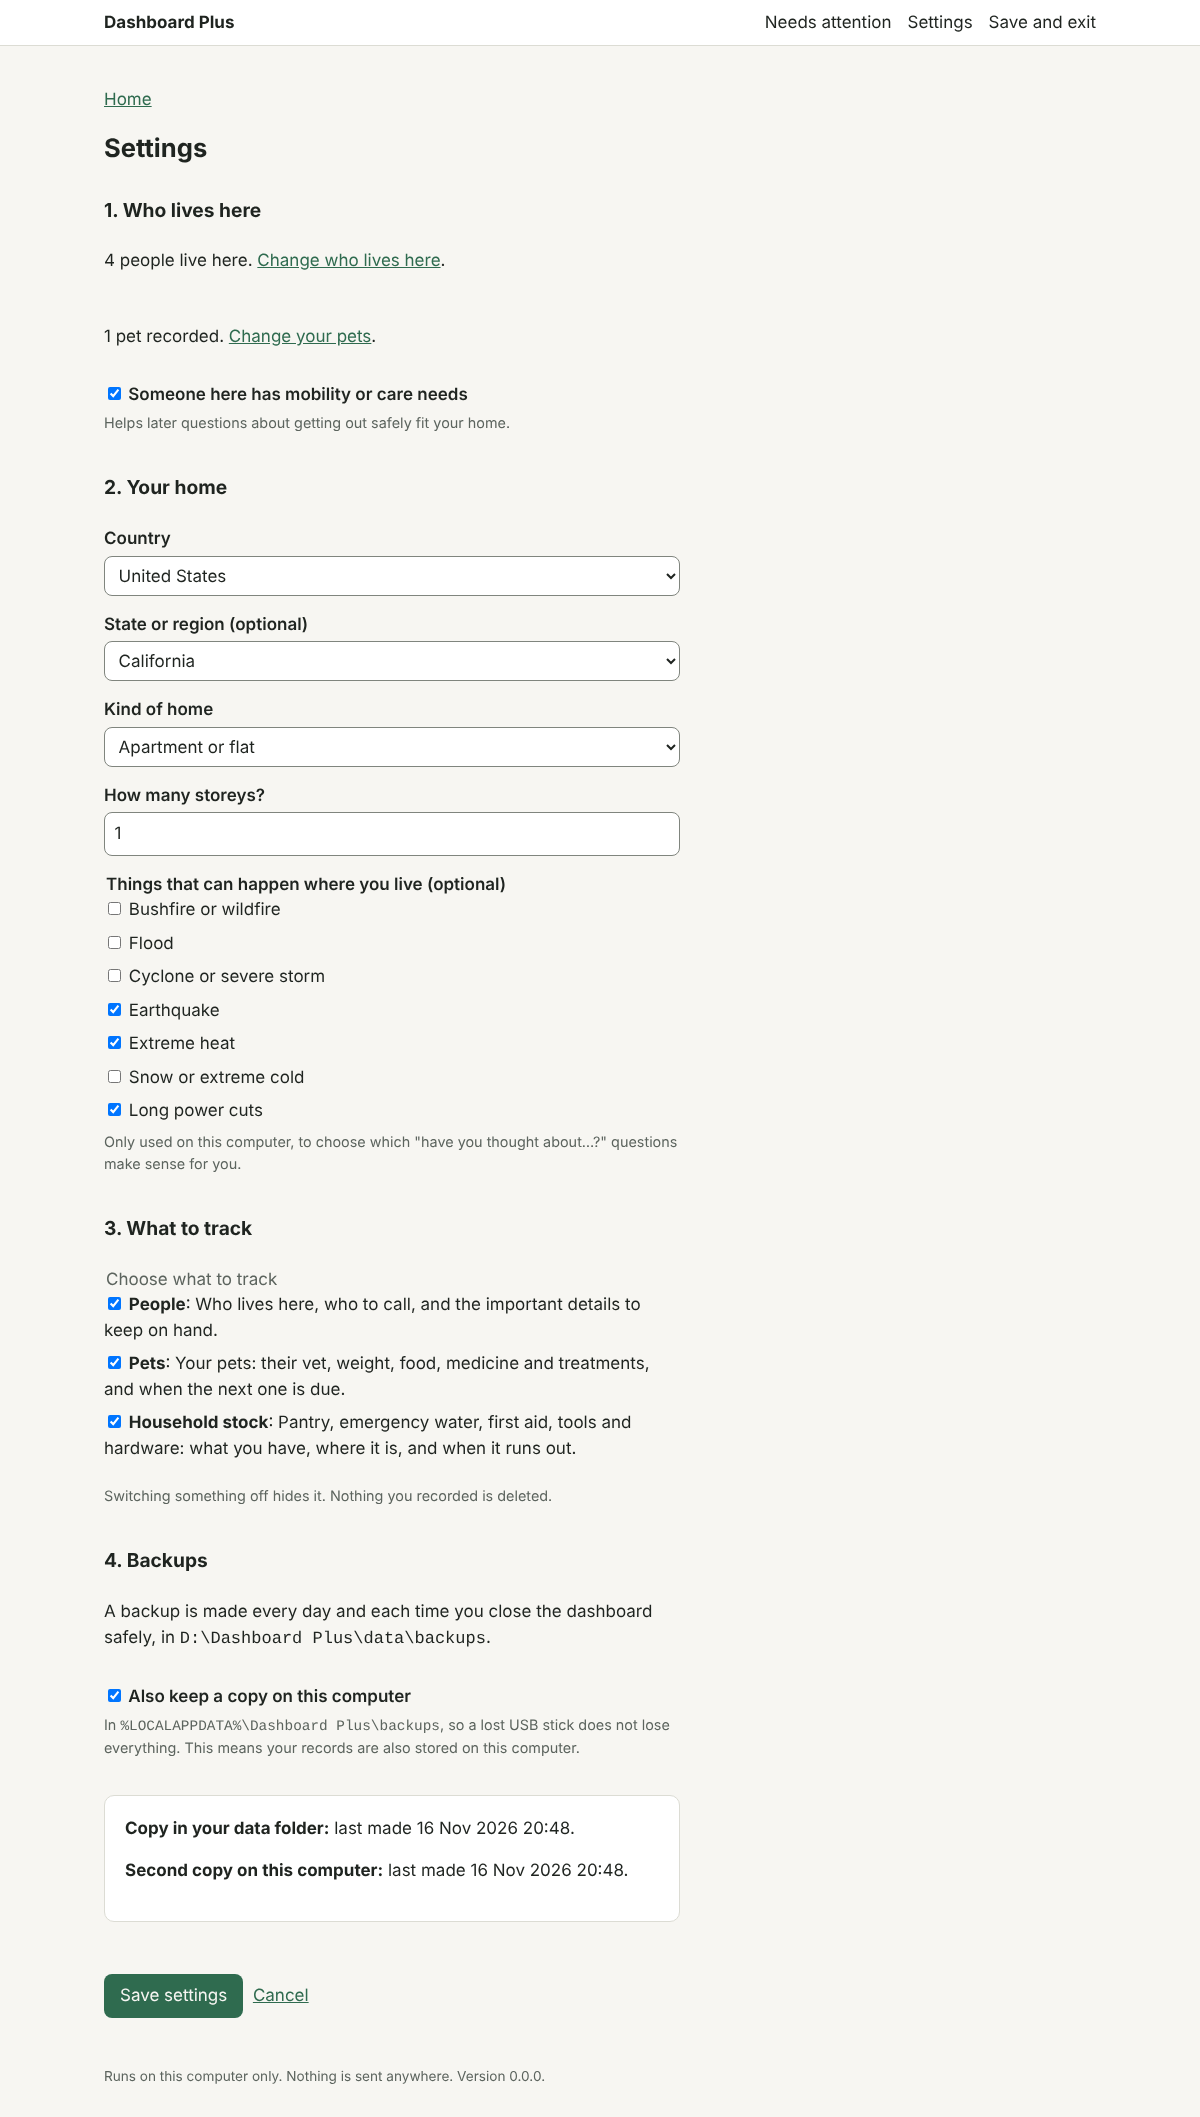 Dashboard Plus
Needs attention Settings Save and exit
Home
Settings
1. Who lives here
4 people live here. Change who lives here.
1 pet recorded. Change your pets.
Someone here has mobility or care needs
Helps later questions about getting out safely fit your home.
2. Your home
Country
United States
State or region (optional)
California
Kind of home
Apartment or flat
How many storeys?
1
Things that can happen where you live (optional)
Bushfire or wildfire
Flood
Cyclone or severe storm
Earthquake
Extreme heat
Snow or extreme cold
Long power cuts
Only used on this computer, to choose which "have you thought about...?" questions
make sense for you.
3. What to track
Choose what to track
People: Who lives here, who to call, and the important details to
keep on hand.
Pets: Your pets: their vet, weight, food, medicine and treatments,
and when the next one is due.
Household stock: Pantry, emergency water, first aid, tools and
hardware: what you have, where it is, and when it runs out.
Switching something off hides it. Nothing you recorded is deleted.
4. Backups
A backup is made every day and each time you close the dashboard
safely, in D:\Dashboard Plus\data\backups.
Also keep a copy on this computer
In %LOCALAPPDATA%\Dashboard Plus\backups, so a lost USB stick does not lose
everything. This means your records are also stored on this computer.
Copy in your data folder: last made 16 Nov 2026 20:48.
Second copy on this computer: last made 16 Nov 2026 20:48.
Save settings Cancel
Runs on this computer only. Nothing is sent anywhere. Version 0.0.0.